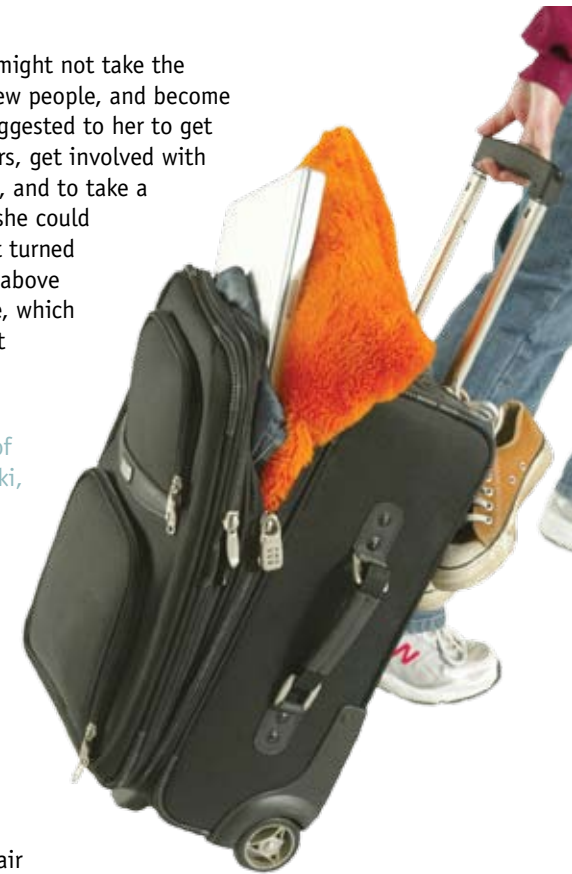 might not take the
ew people, and become
ggested to her to get
rs, get involved with
, and to take a
she could
t turned
above
e, which
t
of
ki,
air
N